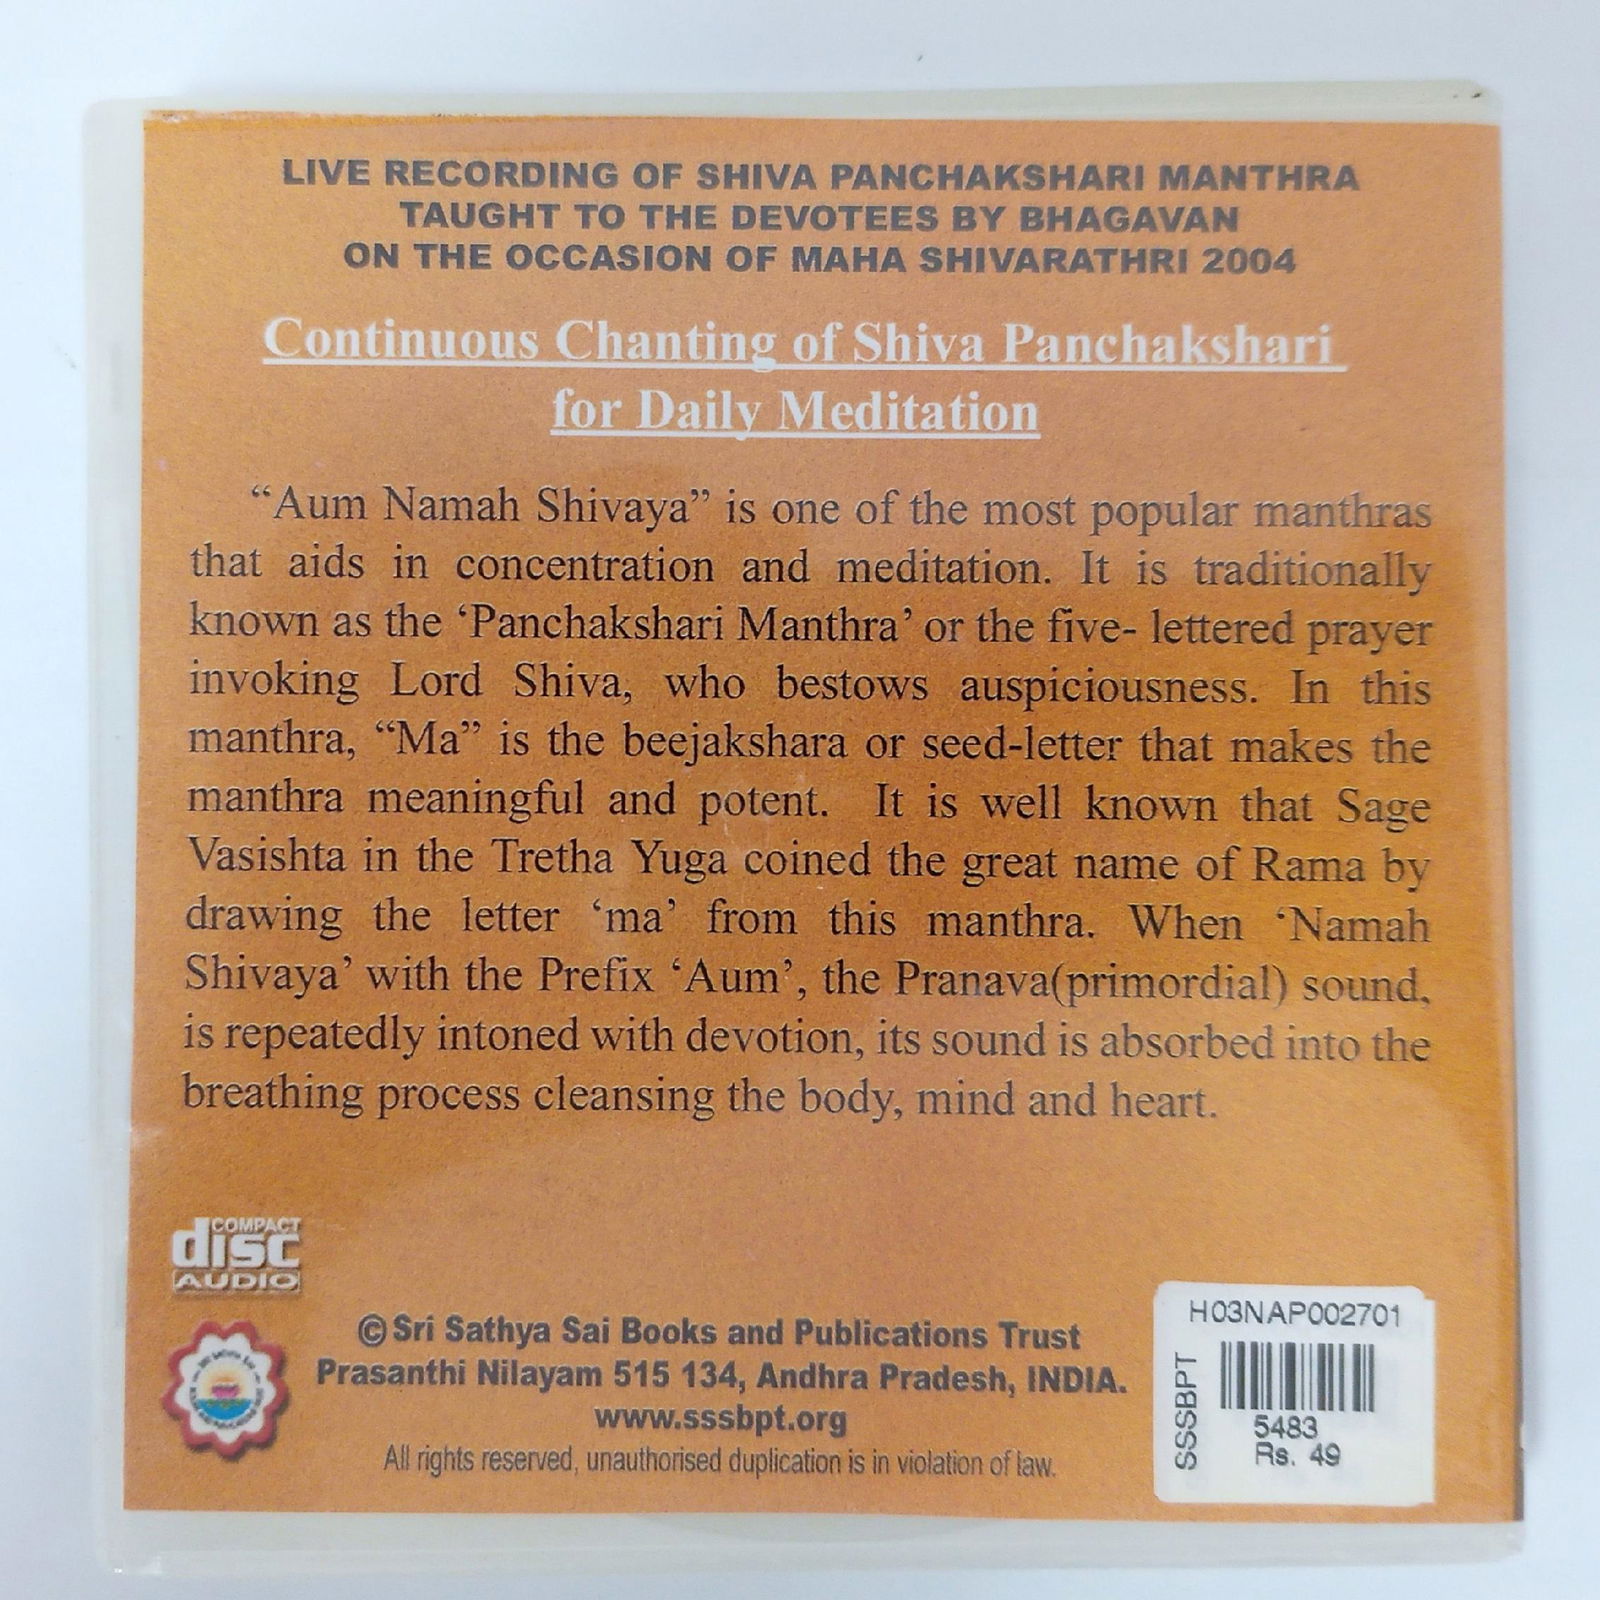 LIVE RECORDING OF SHIVA PANCHAKSHARI MANTHRA
TAUGHT TO THE DEVOTEES BY BHAGAVAN
ON THE OCCASION OF MAHA SHIVARATHRI 2004
Continuous Chanting of Shiva Panchakshari
for Daily Meditation
“Aum Namah Shivaya” is one of the most popular manthras
that aids in concentration and meditation. It is traditionally
known as the ‘Panchakshari Manthra’ or the five- lettered prayer
invoking Lord Shiva, who bestows auspiciousness. In this
manthra, “Ma” is the beejakshara or seed-letter that makes the
manthra meaningful and potent. It is well known that Sage
Vasishta in the Tretha Yuga coined the great name of Rama by
drawing the letter ‘ma’ from this manthra. When ‘Namah
Shivaya’ with the Prefix ‘Aum’, the Pranava(primordial) sound,
is repeatedly intoned with devotion, its sound is absorbed into the
breathing process cleansing the body, mind and heart.
COMPACT
disc
AUDIO
©Sri Sathya Sai Books and Publications Trust
Prasanthi Nilayam 515 134, Andhra Pradesh, INDIA.
www.sssbpt.org
All rights reserved, unauthorised duplication is in violation of law.
H03NAP002701
SSSBPT
5483
Rs. 49